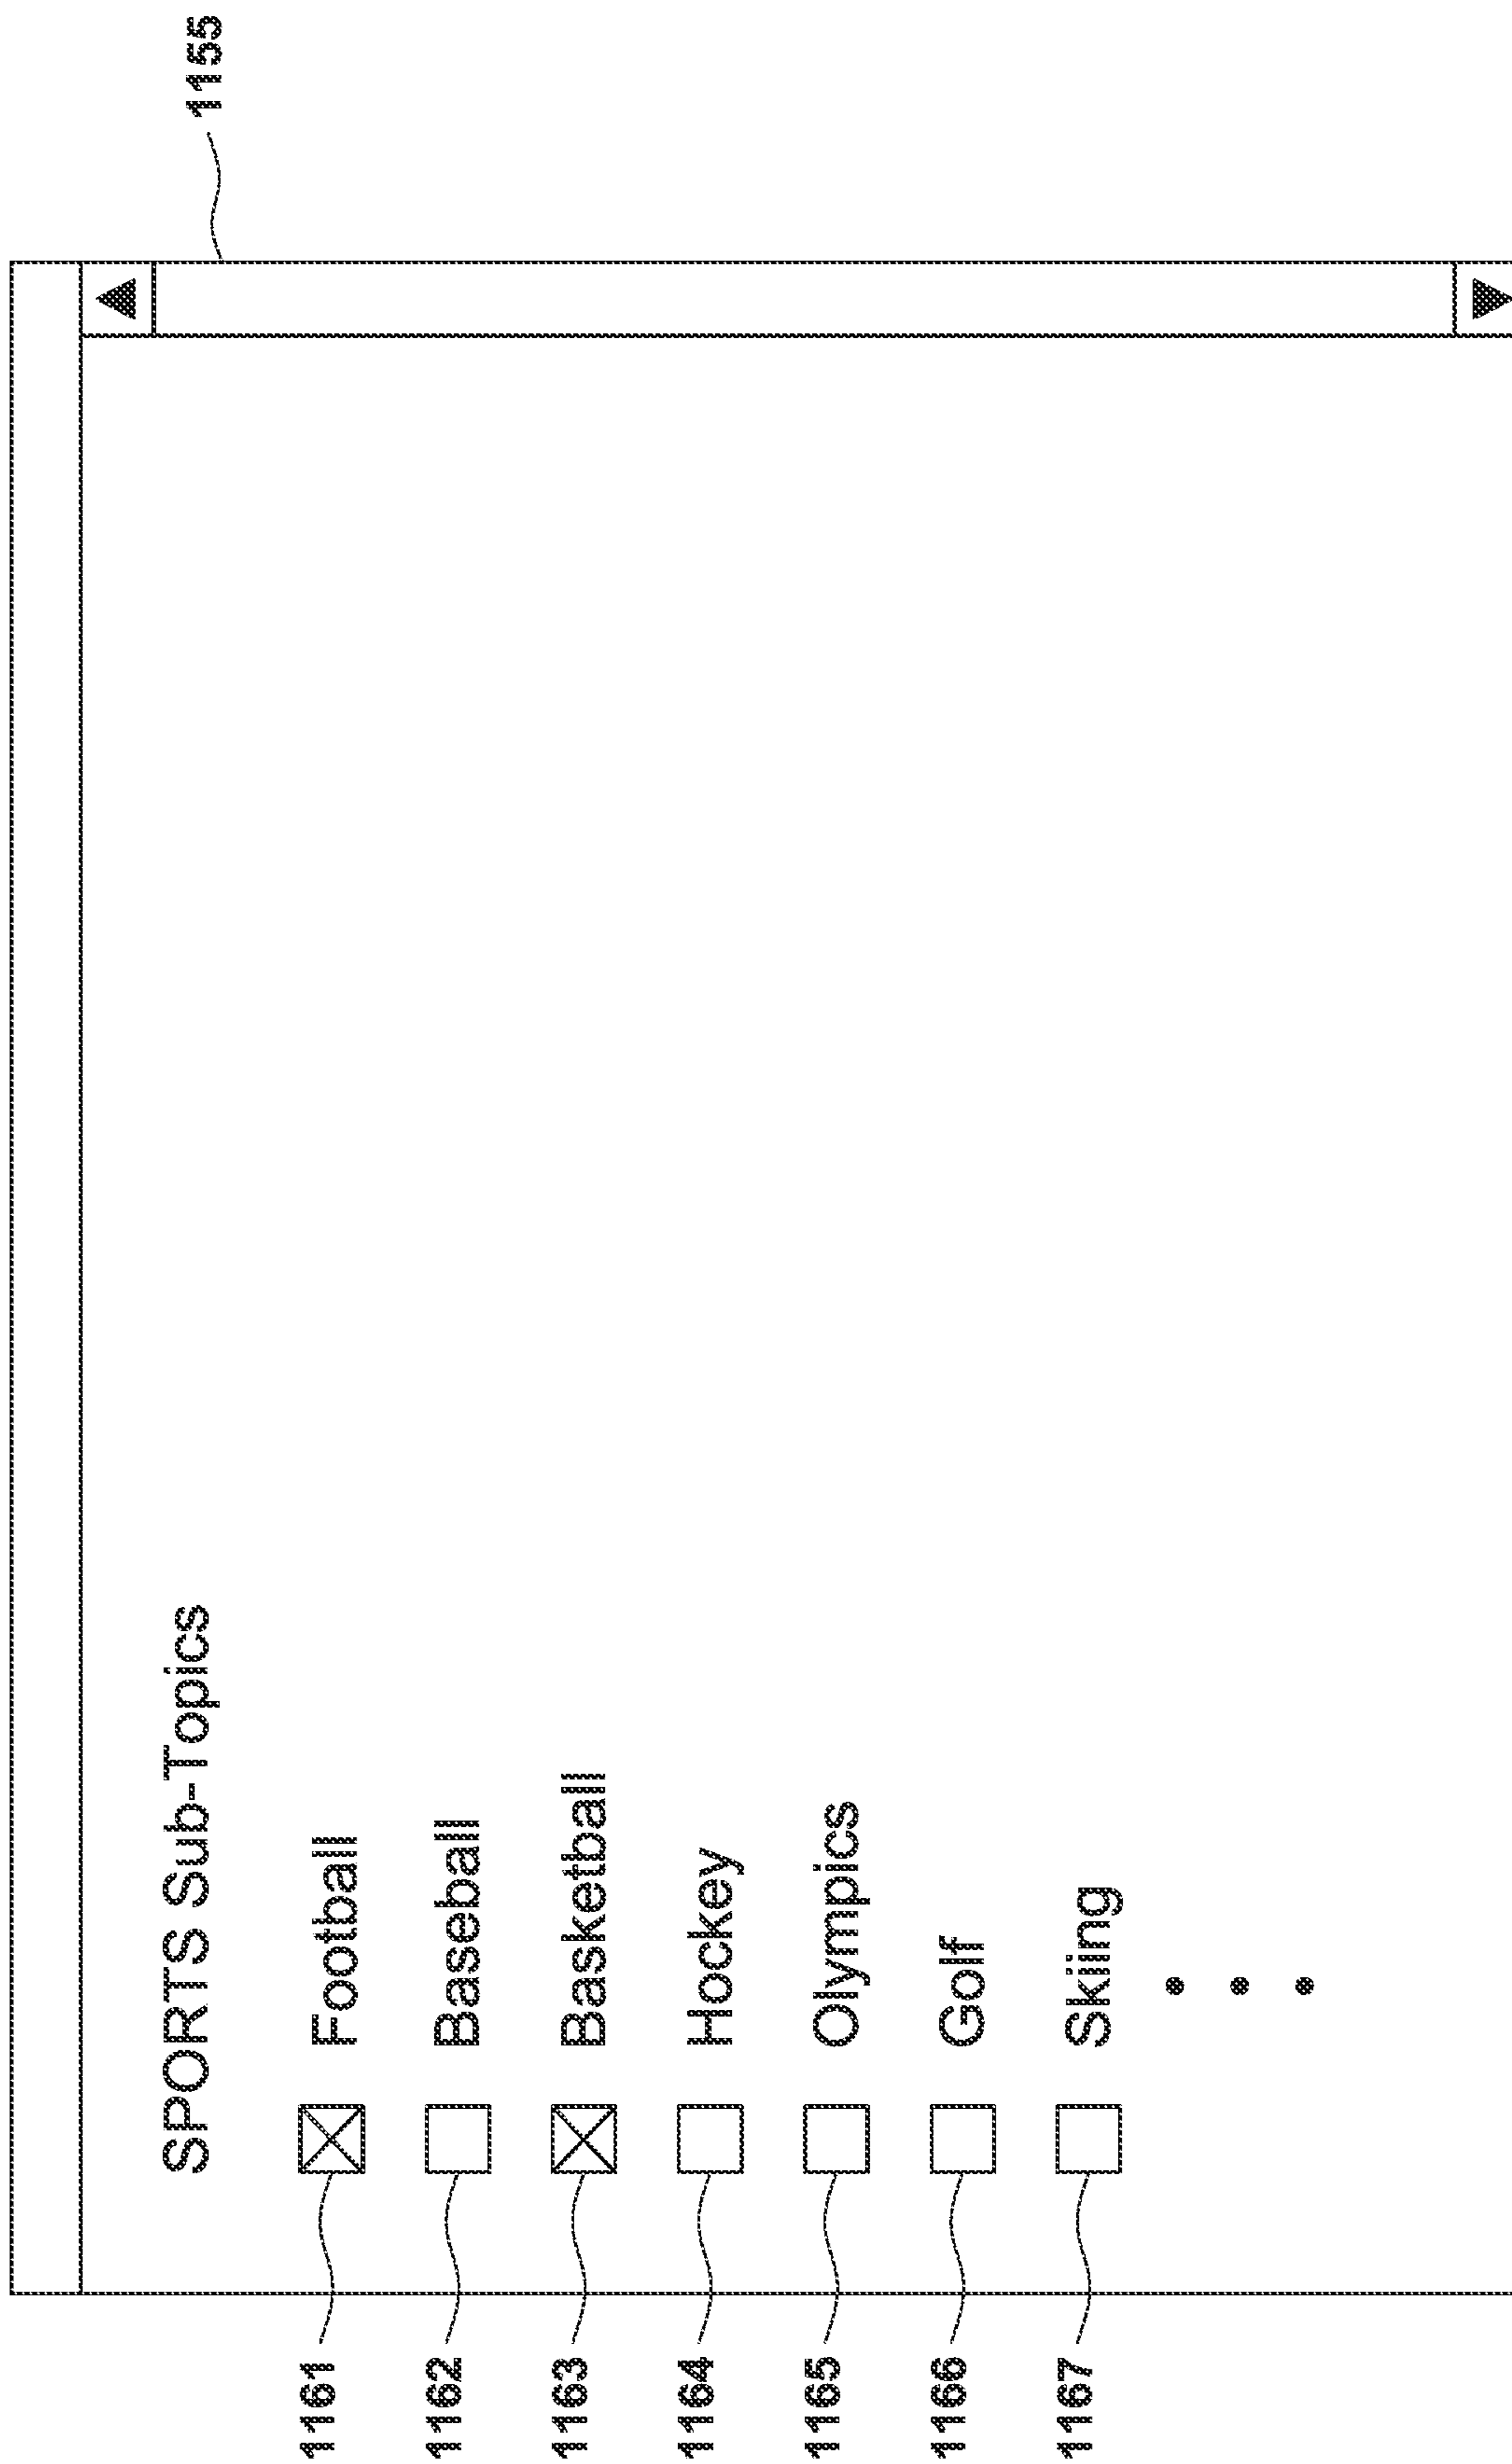 1155
SPORTS Sub-Topics
1161 Football
1162 Baseball
1163 Basketball
1164 Hockey
1165 Olympics
1166 Golf
1167 Skiing